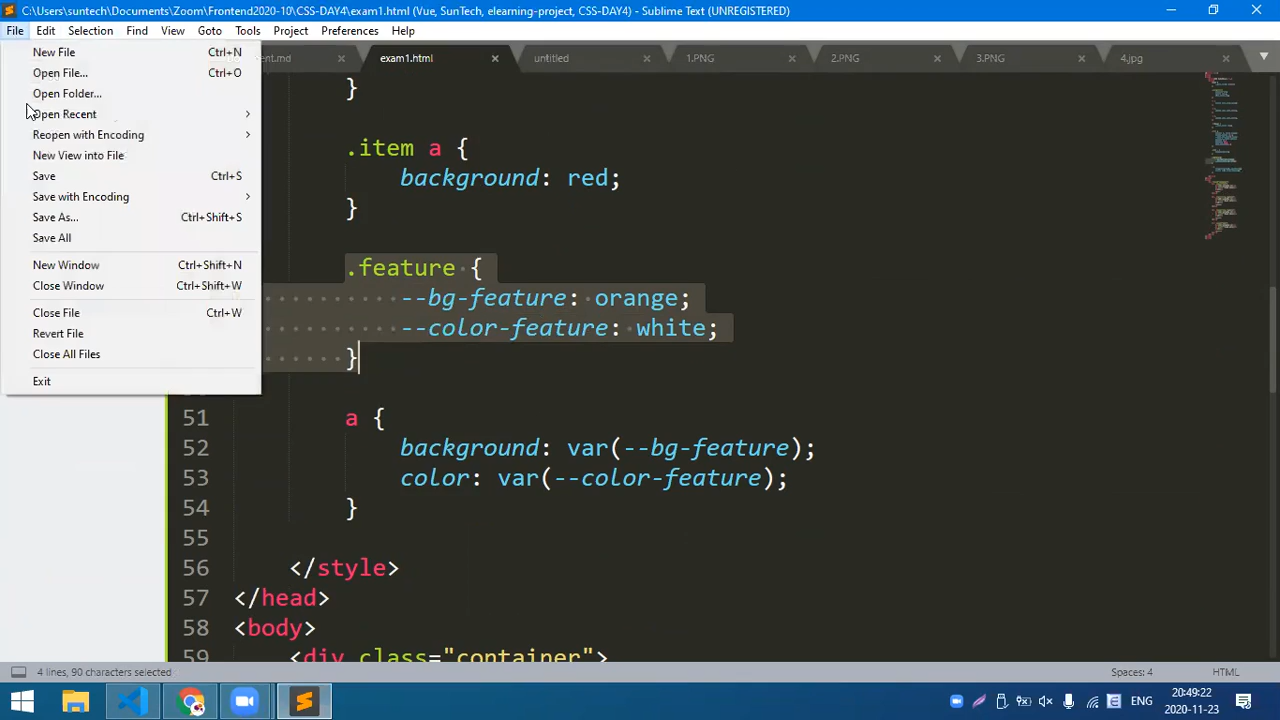 C:\Users\suntech\Documents\Zoom\Frontend2020-10\CSS-DAY4\exam1.html (Vue, SunTech, elearning-project, CSS-DAY4) - Sublime Text (UNREGISTERED)
File Edit Selection Find View Goto Tools Project Preferences Help
exam1.html untitled 1.PNG 2.PNG 3.PNG 4.jpg
New File Ctrl+N
Open File... Ctrl+O
Open Folder...
Open Recent
Reopen with Encoding
New View into File
Save Ctrl+S
Save with Encoding
Save As... Ctrl+Shift+S
Save All
New Window Ctrl+Shift+N
Close Window Ctrl+Shift+W
Close File Ctrl+W
Revert File
Close All Files
Exit
}
.item a {
background: red;
}
.feature {
--bg-feature: orange;
--color-feature: white;
}
51 a {
52 background: var(--bg-feature);
53 color: var(--color-feature);
54 }
55
56 </style>
57 </head>
58 <body>
59 <div class="container">
4 lines, 90 characters selected Spaces: 4 HTML
ENG 20:49:22
2020-11-23